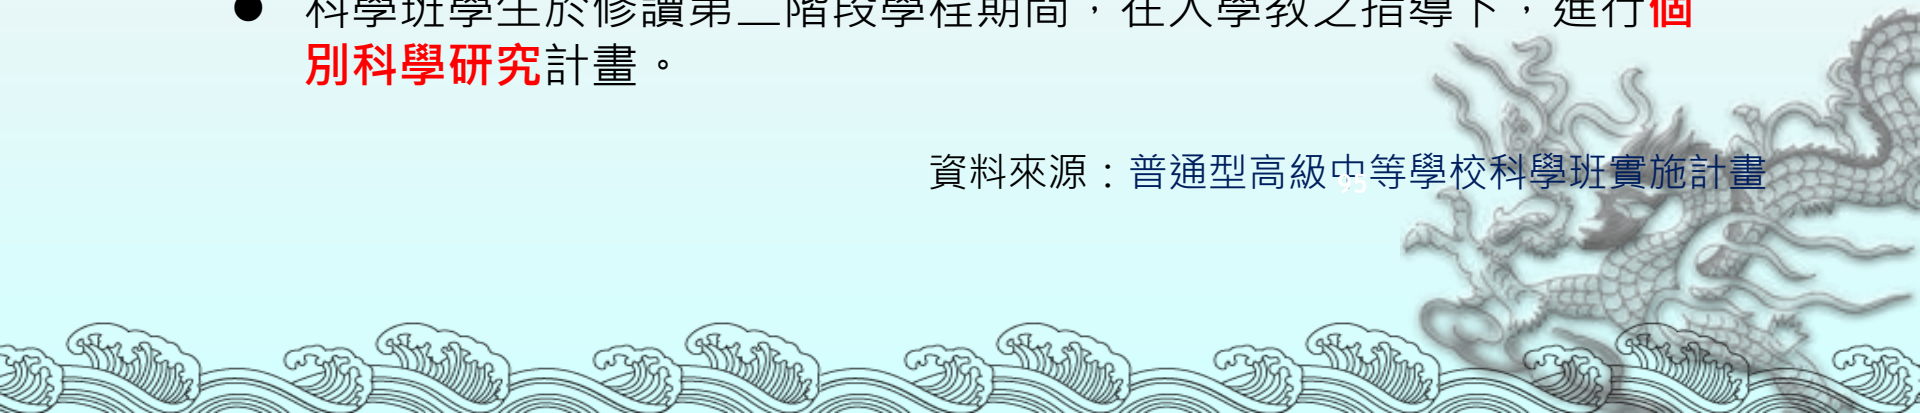 ● 科學班學生於修讀第二階段學程期間，在大學教之指導下，進行個
別科學研究計畫。
資料來源：普通型高級中等學校科學班實施計畫
95